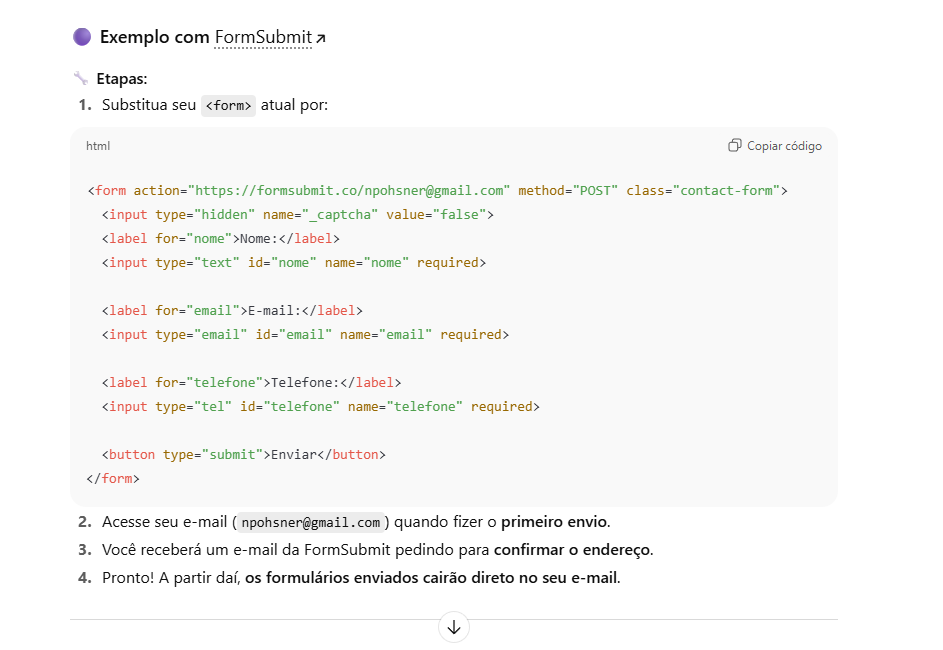 Exemplo com FormSubmit
Etapas:
1. Substitua seu <form> atual por:
html
Copiar código
<form action="https://formsubmit.co/npohsner@gmail.com" method="POST" class="contact-form">
<input type="hidden" name="_captcha" value="false">
<label for="nome">Nome:</label>
<input type="text" id="nome" name="nome" required>
<label for="email">E-mail:</label>
<input type="email" id="email" name="email" required>
<label for="telefone">Telefone:</label>
<input type="tel" id="telefone" name="telefone" required>
<button type="submit">Enviar</button>
</form>
2. Acesse seu e-mail (npohsner@gmail.com) quando fizer o primeiro envio.
3. Você receberá um e-mail da FormSubmit pedindo para confirmar o endereço.
4. Pronto! A partir daí, os formulários enviados cairão direto no seu e-mail.